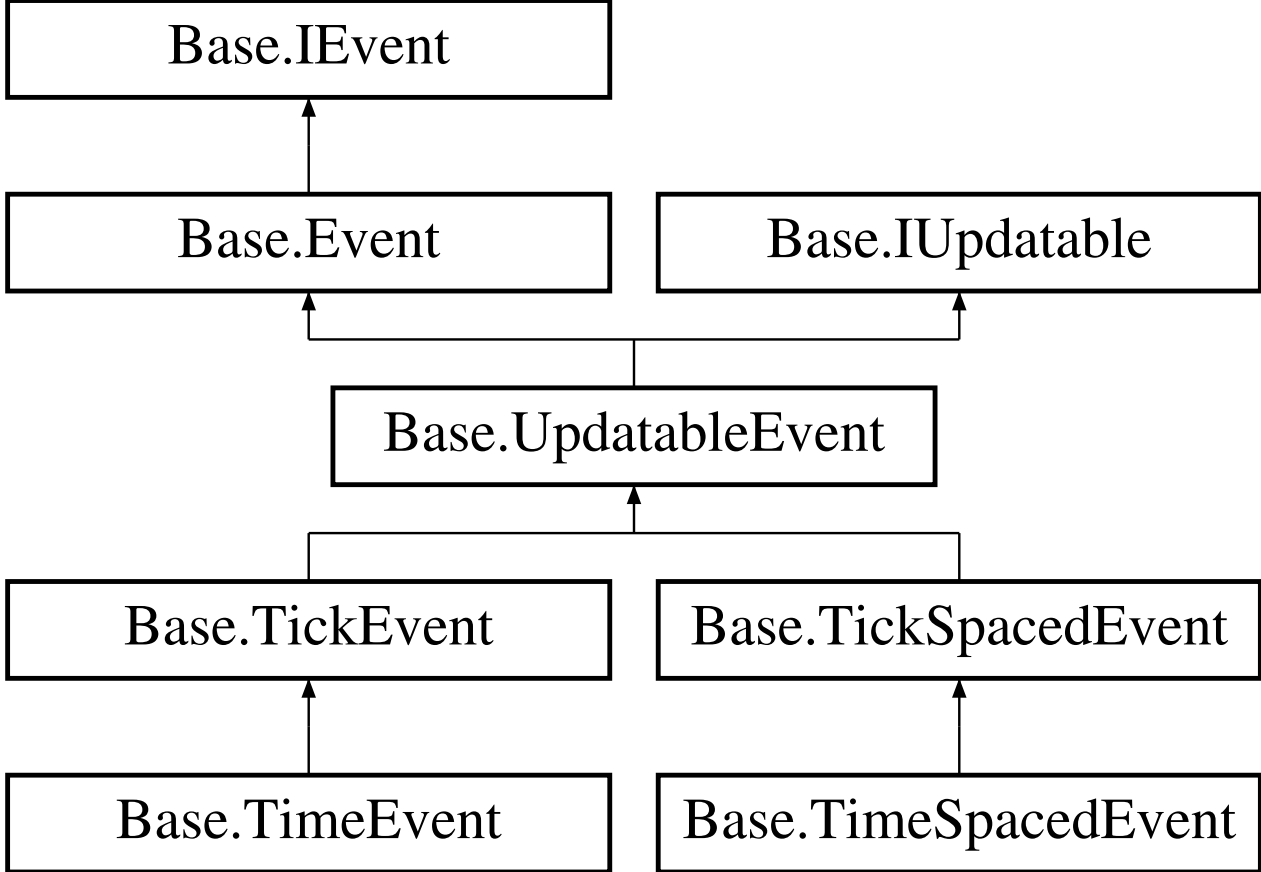 Base.IEvent
Base.Event
Base.IUpdatable
Base.UpdatableEvent
Base.TickEvent
Base.TickSpacedEvent
Base.TimeEvent
Base.TimeSpacedEvent